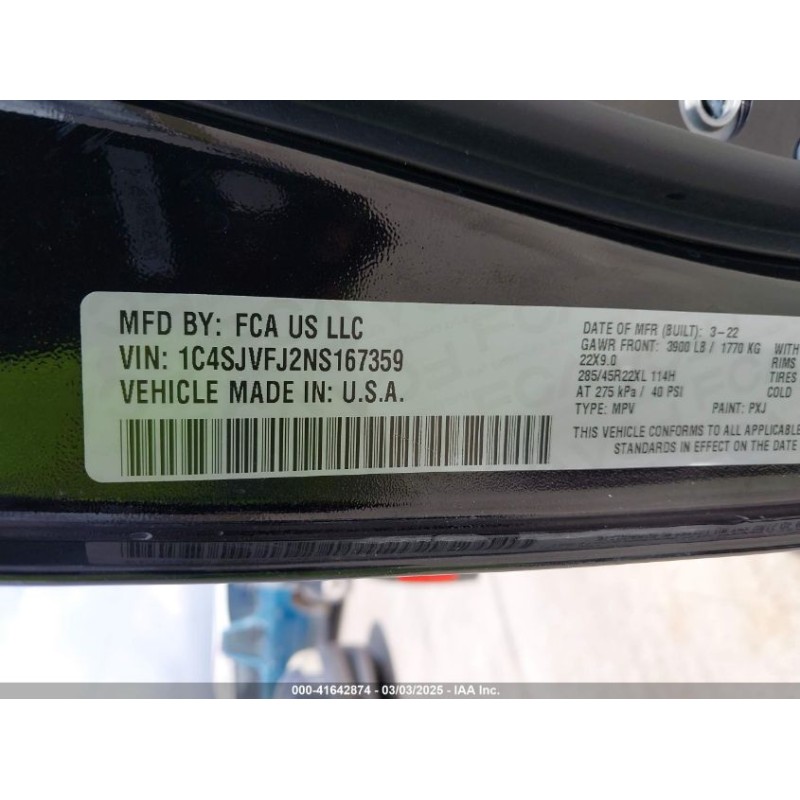 MFD BY: FCA US LLC
VIN: 1C4SJVFJ2NS167359
VEHICLE MADE IN: U.S.A.
DATE OF MFR (BUILT): 3-22
GAWR FRONT: 3900 LB / 1770 KG WITH
22X9.0 RIMS
285/45R22XL 114H TIRES
AT 275 kPa / 40 PSI COLD
TYPE: MPV PAINT: PXJ
THIS VEHICLE CONFORMS TO ALL APPLICABLE
STANDARDS IN EFFECT ON THE DATE
000-41642874 | 03/03/2025 - IAA Inc.